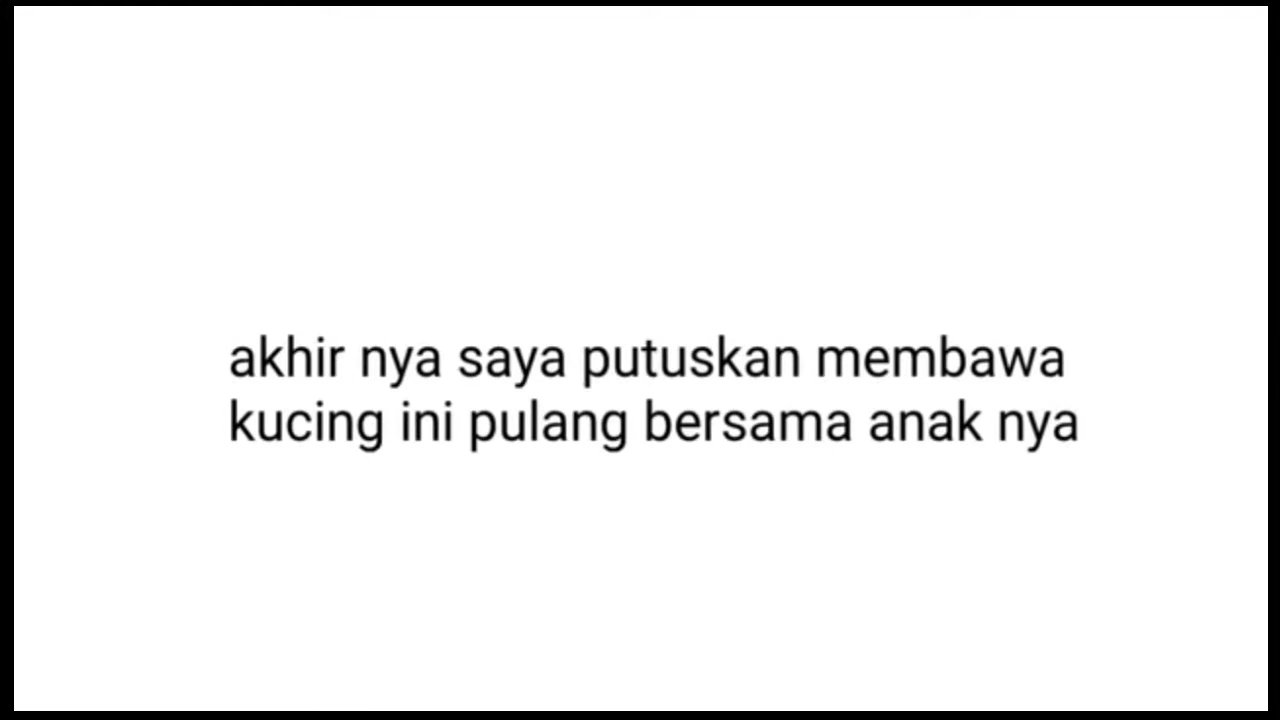 akhir nya saya putuskan membawa
kucing ini pulang bersama anak nya